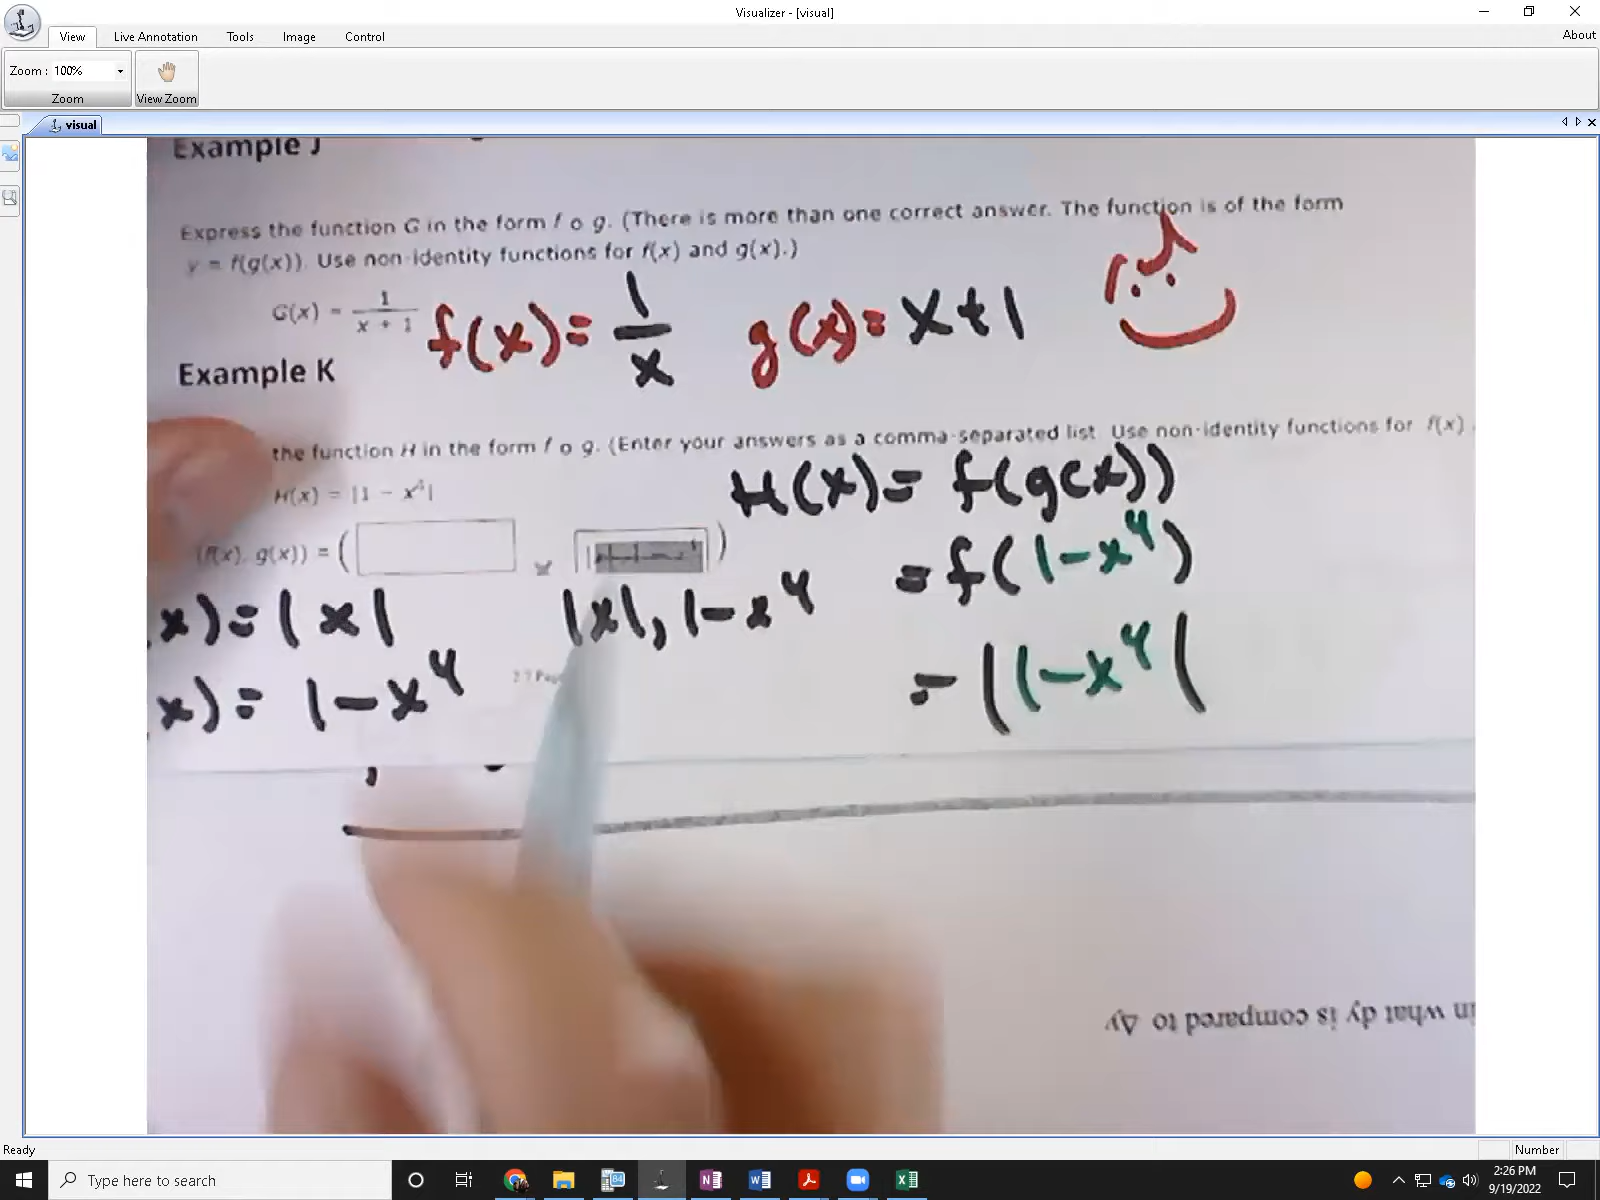 Visualizer - [visual]
View Live Annotation Tools Image Control About
Zoom : 100%
Zoom View Zoom
visual
Example J
Express the function G in the form f o g. (There is more than one correct answer. The function is of the form
y = f(g(x)). Use non-identity functions for f(x) and g(x).)
G(x) = 1/(x + 1) f(x) = 1/x g(x) = x+1
Example K
the function H in the form f o g. (Enter your answers as a comma-separated list. Use non-identity functions for f(x)
H(x) = |1 - x⁴| H(x) = f(g(x))
(f(x), g(x)) = ( )
= f(1-x⁴)
x) = |x| |x|, 1-x⁴
= |1-x⁴|
x) = 1-x⁴
in what dy is compared to Δy
Ready Number
Type here to search
2:26 PM
9/19/2022